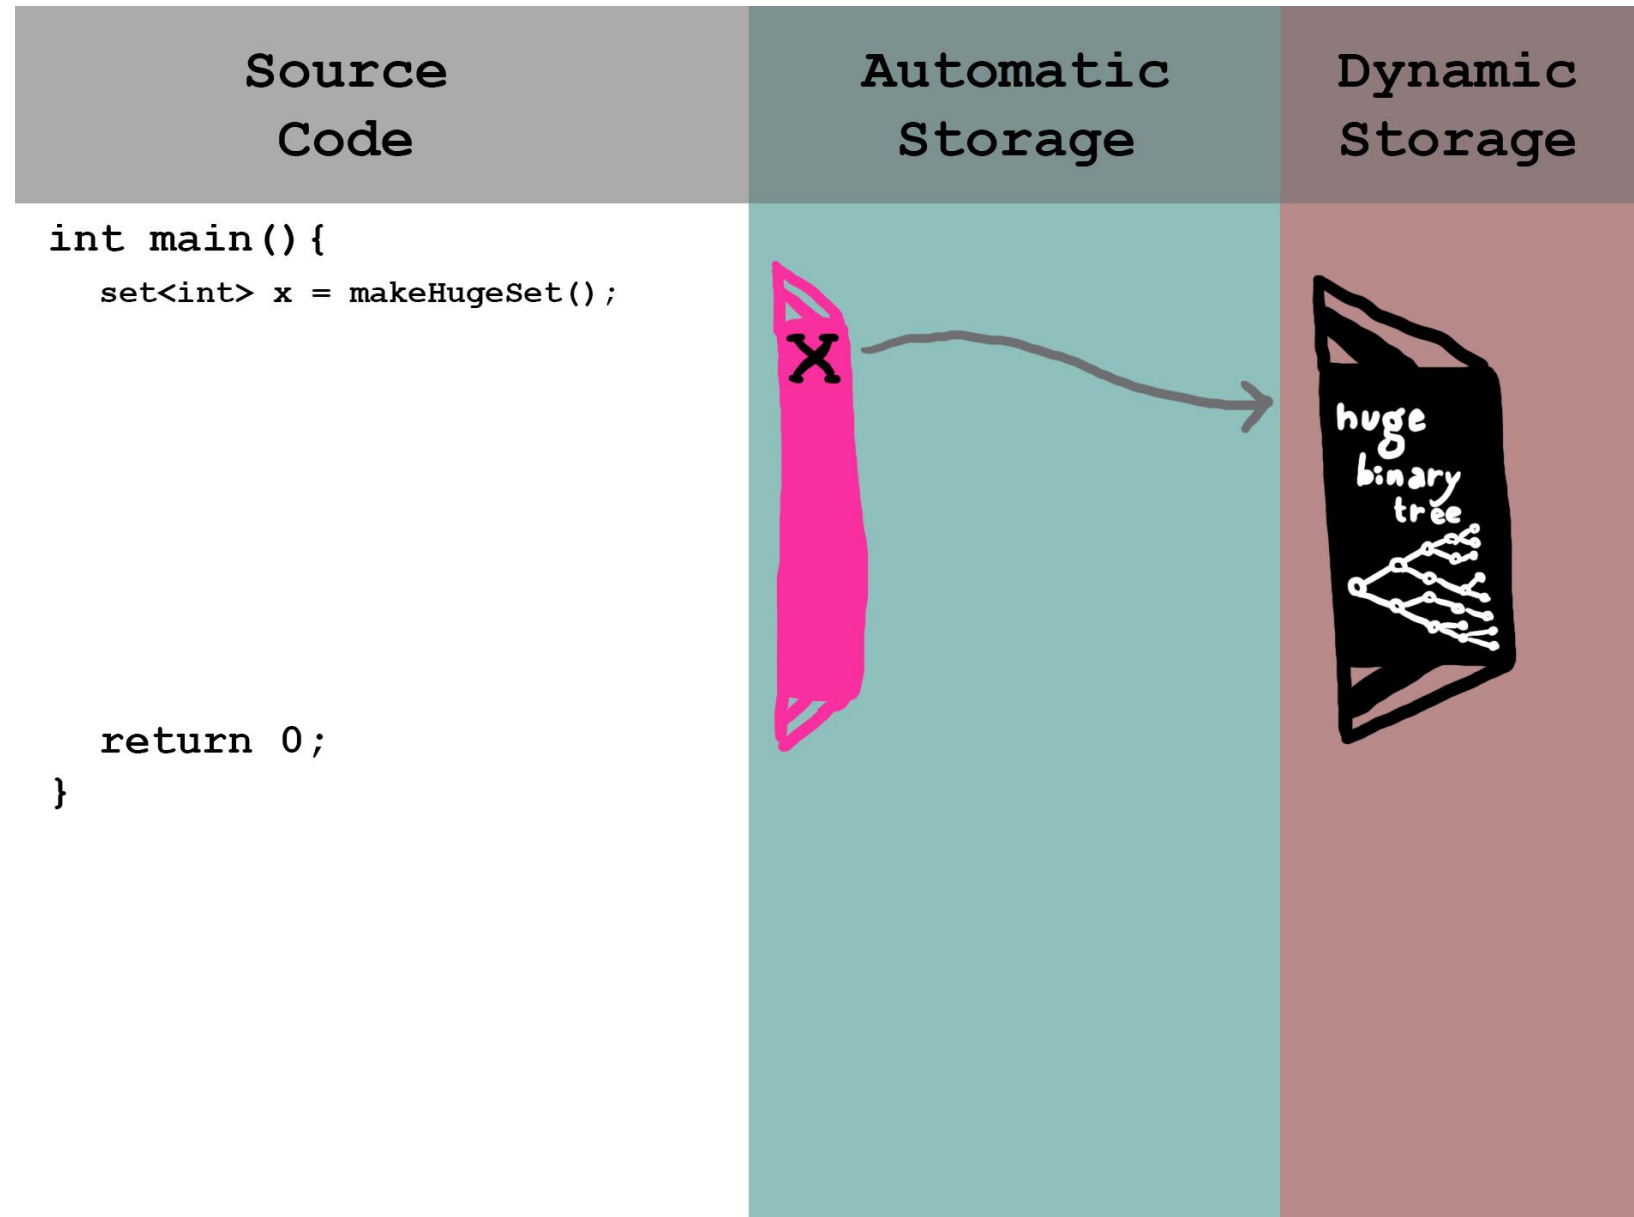 Source
Code
Automatic
Storage
Dynamic
Storage
int main(){
set<int> x = makeHugeSet();
return 0;
}
X
huge
binary
tree